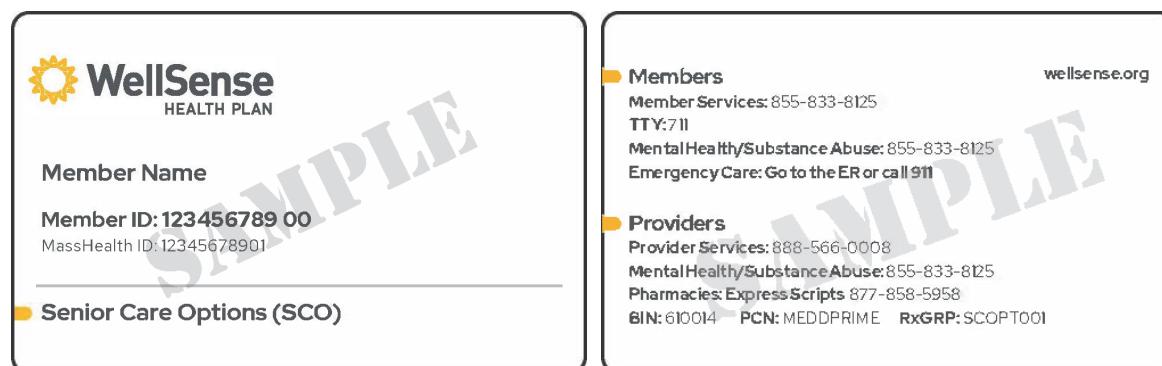 WellSense
HEALTH PLAN
Member Name
Member ID: 123456789 00
MassHealth ID: 12345678901
Senior Care Options (SCO)
SAMPLE
Members
wellsense.org
Member Services: 855-833-8125
TTY: 711
Mental Health/Substance Abuse: 855-833-8125
Emergency Care: Go to the ER or call 911
Providers
Provider Services: 888-566-0008
Mental Health/Substance Abuse: 855-833-8125
Pharmacies: Express Scripts 877-858-5958
BIN: 610014 PCN: MEDDPRIME RxGRP: SCOPT001
SAMPLE